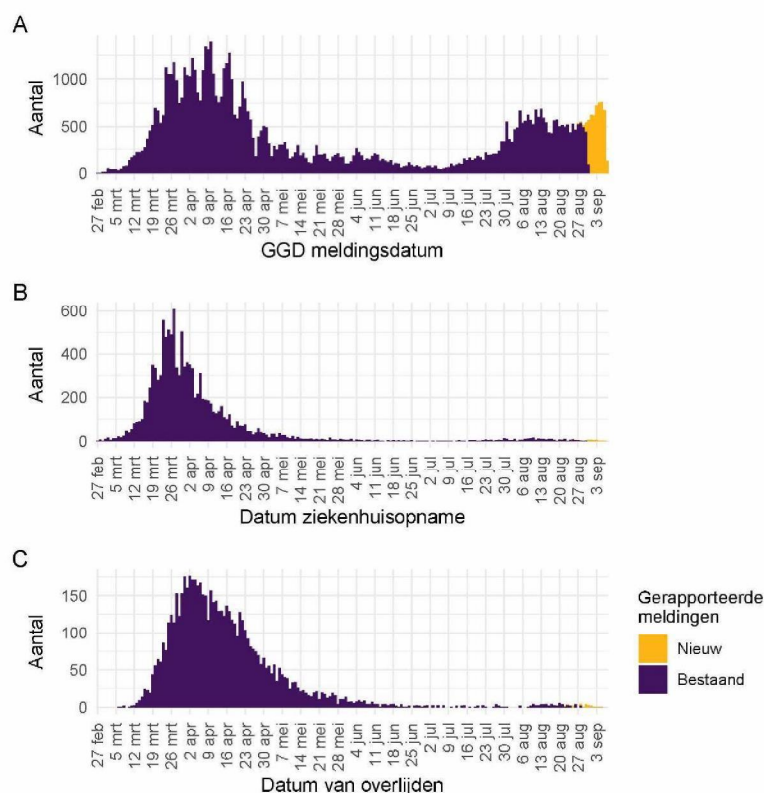 A
1000
500
0
Aantal
27 feb
5 mrt
12 mrt
19 mrt
26 mrt
2 apr
9 apr
16 apr
23 apr
30 apr
7 mei
14 mei
21 mei
28 mei
4 jun
11 jun
18 jun
25 jun
2 jul
9 jul
16 jul
23 jul
30 jul
6 aug
13 aug
20 aug
27 aug
3 sep
GGD meldingsdatum
B
600
400
200
0
Aantal
27 feb
5 mrt
12 mrt
19 mrt
26 mrt
2 apr
9 apr
16 apr
23 apr
30 apr
7 mei
14 mei
21 mei
28 mei
4 jun
11 jun
18 jun
25 jun
2 jul
9 jul
16 jul
23 jul
30 jul
6 aug
13 aug
20 aug
27 aug
3 sep
Datum ziekenhuisopname
C
150
100
50
0
Aantal
27 feb
5 mrt
12 mrt
19 mrt
26 mrt
2 apr
9 apr
16 apr
23 apr
30 apr
7 mei
14 mei
21 mei
28 mei
4 jun
11 jun
18 jun
25 jun
2 jul
9 jul
16 jul
23 jul
30 jul
6 aug
13 aug
20 aug
27 aug
3 sep
Datum van overlijden
Gerapporteerde
meldingen
Nieuw
Bestaand